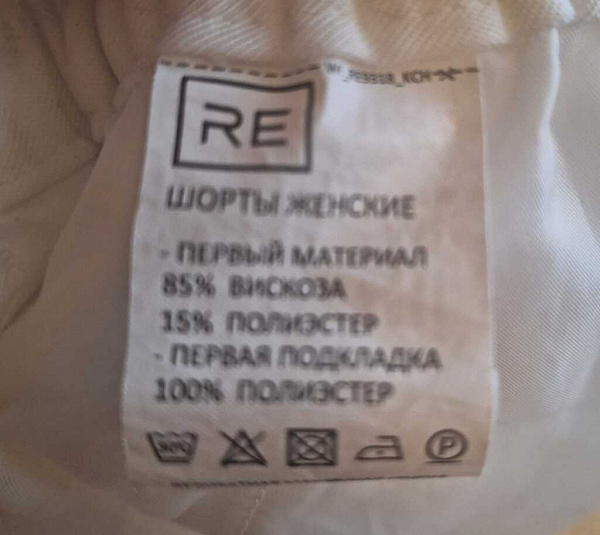 RE
ШОРТЫ ЖЕНСКИЕ
- ПЕРВЫЙ МАТЕРИАЛ
85% ВИСКОЗА
15% ПОЛИЭСТЕР
- ПЕРВАЯ ПОДКЛАДКА
100% ПОЛИЭСТЕР
P